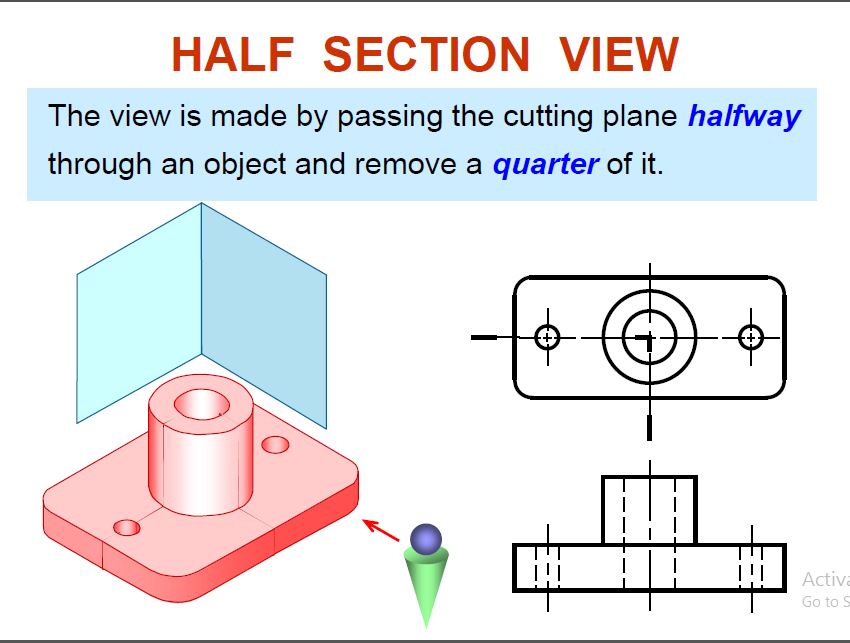 HALF SECTION VIEW
The view is made by passing the cutting plane halfway
through an object and remove a quarter of it.
Go to S